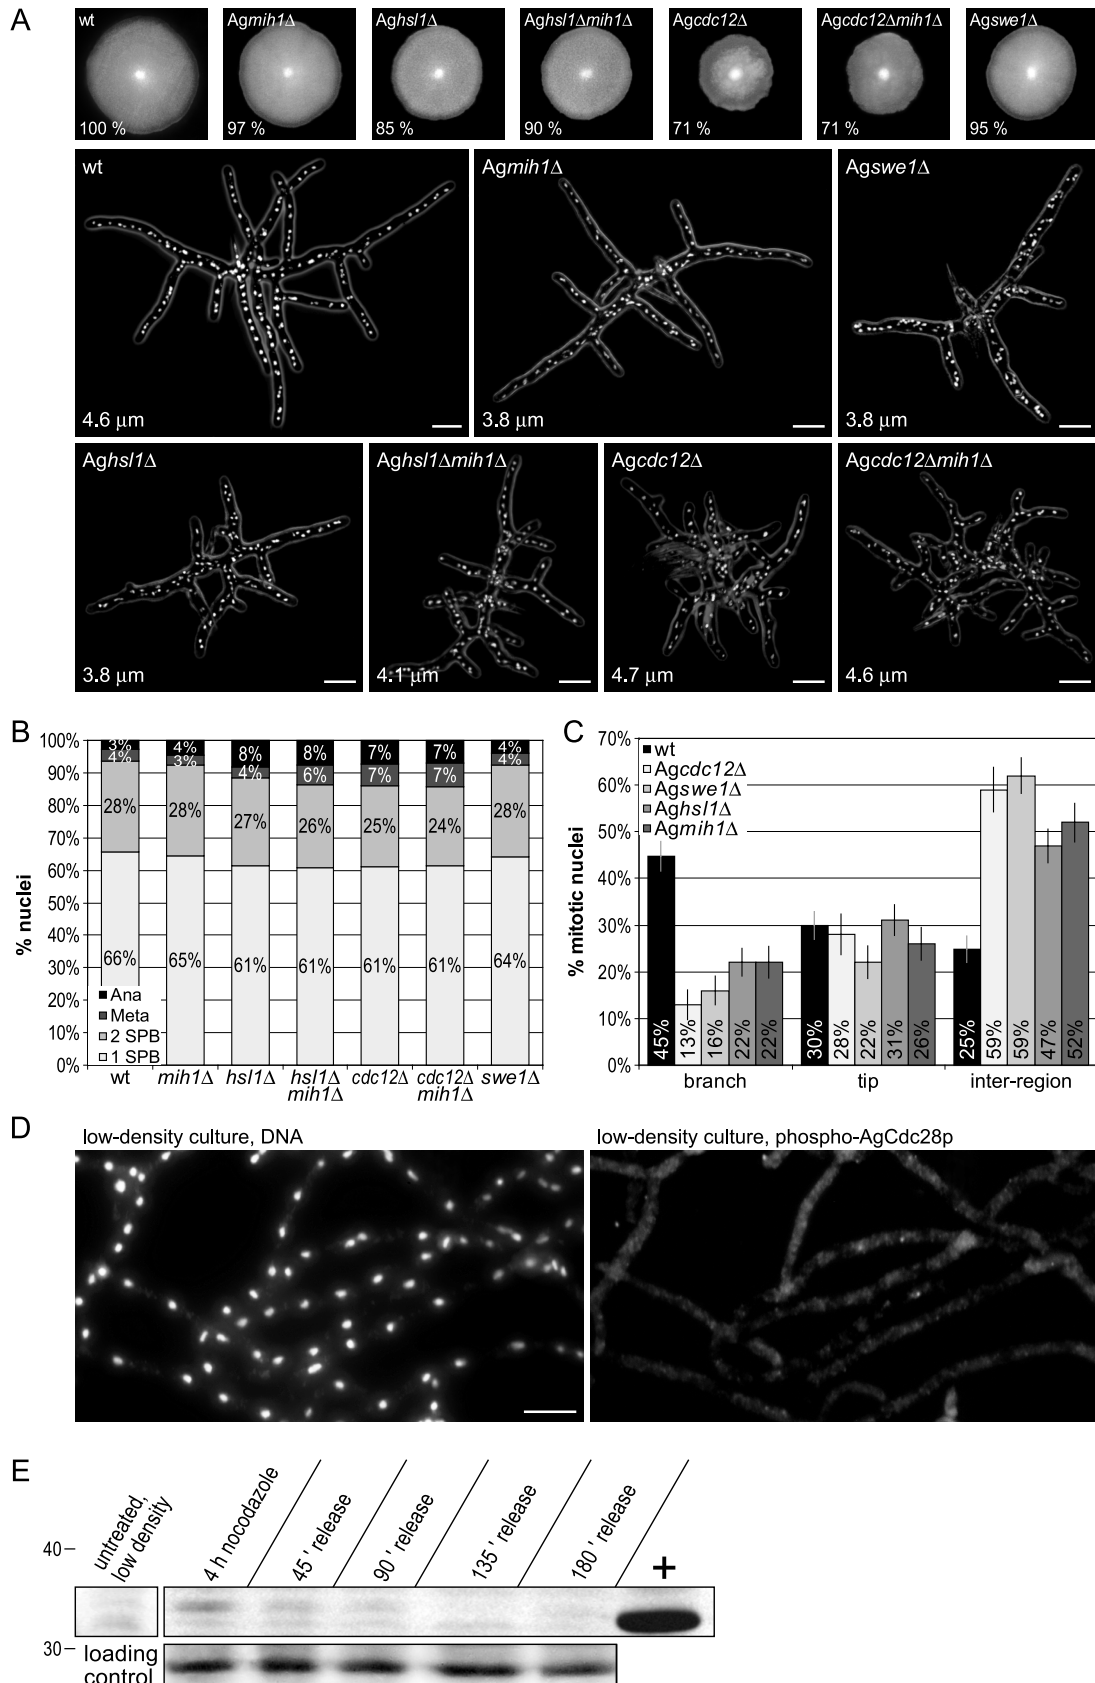 A
wt
Agmih1Δ
Aghsl1Δ
Aghsl1Δmih1Δ
Agcdc12Δ
Agcdc12Δmih1Δ
Agswe1Δ
100 %
97 %
85 %
90 %
71 %
71 %
95 %
wt
Agmih1Δ
Agswe1Δ
4.6 µm
3.8 µm
3.8 µm
Aghsl1Δ
Aghsl1Δmih1Δ
Agcdc12Δ
Agcdc12Δmih1Δ
3.8 µm
4.1 µm
4.7 µm
4.6 µm
B
100%
90%
80%
70%
60%
50%
40%
30%
20%
10%
0%
% nuclei
3%
4%
28%
66%
4%
3%
28%
65%
8%
4%
27%
61%
8%
6%
26%
61%
7%
7%
25%
61%
7%
7%
24%
61%
4%
4%
28%
64%
Ana
Meta
2 SPB
1 SPB
wt
mih1Δ
hsl1Δ
hsl1Δ
mih1Δ
cdc12Δ
cdc12Δ
mih1Δ
swe1Δ
C
70%
60%
50%
40%
30%
20%
10%
0%
% mitotic nuclei
wt
Agcdc12Δ
Agswe1Δ
Aghsl1Δ
Agmih1Δ
45%
13%
16%
22%
22%
30%
28%
22%
31%
26%
25%
59%
59%
47%
52%
branch
tip
inter-region
D
low-density culture, DNA
low-density culture, phospho-AgCdc28p
E
untreated,
low density
4 h nocodazole
45 ' release
90 ' release
135 ' release
180 ' release
+
40
30
loading
control